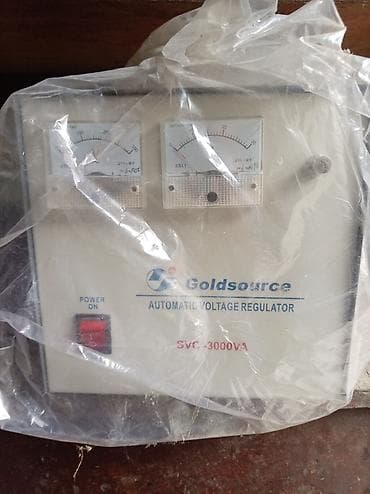 Goldsource
AUTOMATIC VOLTAGE REGULATOR
POWER
ON
SVC -3000VA